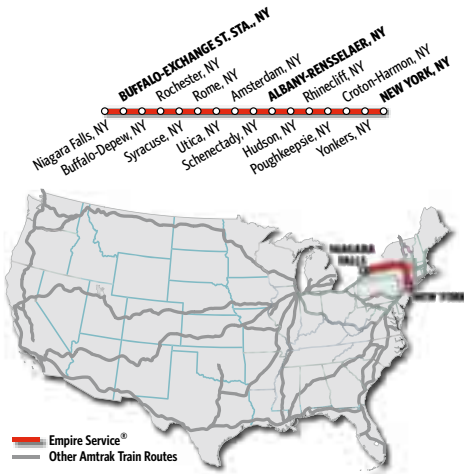 BUFFALO-EXCHANGE ST. STA., NY
Rochester, NY
Rome, NY
Amsterdam, NY
ALBANY-RENSSELAER, NY
Rhinecliff, NY
Croton-Harmon, NY
NEW YORK, NY
Niagara Falls, NY
Buffalo-Depew, NY
Syracuse, NY
Utica, NY
Schenectady, NY
Hudson, NY
Poughkeepsie, NY
Yonkers, NY
NIAGARA
FALLS
NEW YORK
Empire Service®
Other Amtrak Train Routes